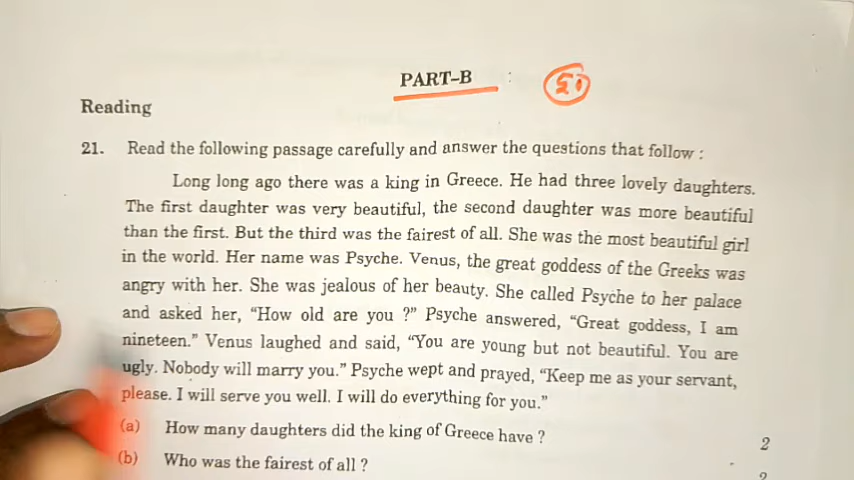 PART–B :
50
Reading
21. Read the following passage carefully and answer the questions that follow :
Long long ago there was a king in Greece. He had three lovely daughters.
The first daughter was very beautiful, the second daughter was more beautiful
than the first. But the third was the fairest of all. She was the most beautiful girl
in the world. Her name was Psyche. Venus, the great goddess of the Greeks was
angry with her. She was jealous of her beauty. She called Psyche to her palace
and asked her, “How old are you ?” Psyche answered, “Great goddess, I am
nineteen.” Venus laughed and said, “You are young but not beautiful. You are
ugly. Nobody will marry you.” Psyche wept and prayed, “Keep me as your servant,
please. I will serve you well. I will do everything for you.”
(a) How many daughters did the king of Greece have ? 2
(b) Who was the fairest of all ? 2